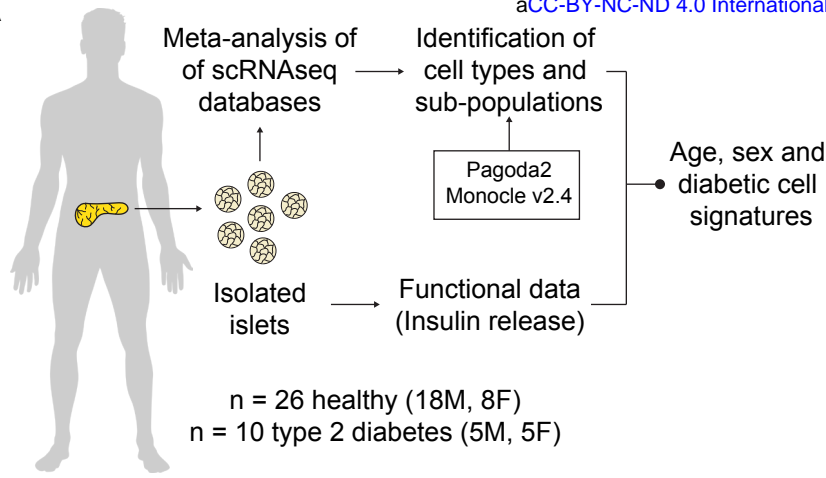 aCC-BY-NC-ND 4.0 International
Meta-analysis of
of scRNAseq
databases
Identification of
cell types and
sub-populations
Pagoda2
Monocle v2.4
Age, sex and
diabetic cell
signatures
Isolated
islets
Functional data
(Insulin release)
n = 26 healthy (18M, 8F)
n = 10 type 2 diabetes (5M, 5F)